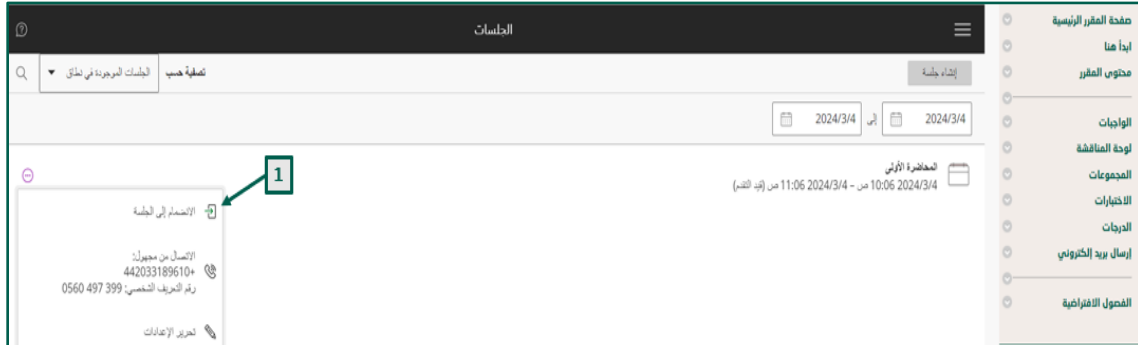 صفحة المقرر الرئيسية
ابدأ هنا
محتوى المقرر
الواجبات
لوحة المناقشة
المجموعات
الاختبارات
الدرجات
إرسال بريد إلكتروني
الفصول الافتراضية
الجلسات
إنشاء جلسة
تصفية حسب
الجلسات الموجودة في نطاق
2024/3/4 إلى 2024/3/4
المحاضرة الأولى
2024/3/4 10:06 ص – 2024/3/4 11:06 ص (قيد التقدم)
1
الانضمام إلى الجلسة
الاتصال من مجهول:
+442033189610
رقم التعريف الشخصي: 399 497 0560
تحرير الإعدادات